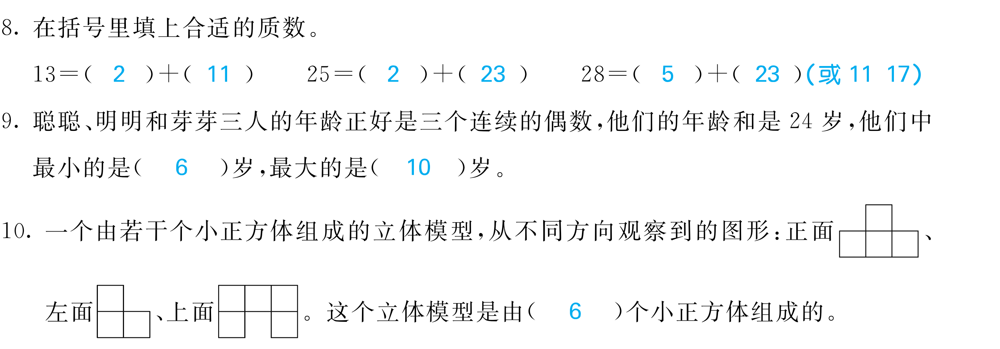 8. 在括号里填上合适的质数。
13=( 2 )+( 11 ) 25=( 2 )+( 23 ) 28=( 5 )+( 23 )(或 11 17)
9. 聪聪、明明和芽芽三人的年龄正好是三个连续的偶数,他们的年龄和是 24 岁,他们中
最小的是( 6 )岁,最大的是( 10 )岁。
10. 一个由若干个小正方体组成的立体模型,从不同方向观察到的图形:正面、
左面、上面。这个立体模型是由( 6 )个小正方体组成的。